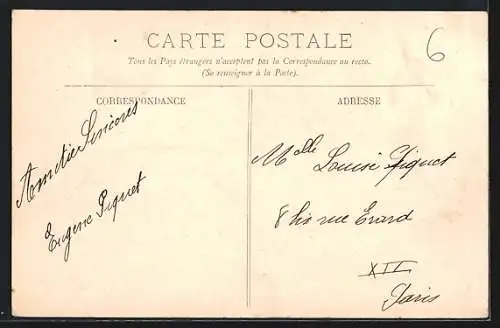 CARTE POSTALE
6
Tous les Pays étrangers n'acceptent pas la Correspondance au recto.
(Se renseigner à la Poste).
CORRESPONDANCE
Amitié Sincères
Eugène Piquet
ADRESSE
Melle Louise Piquet
8 bis rue Erard
XII
Paris